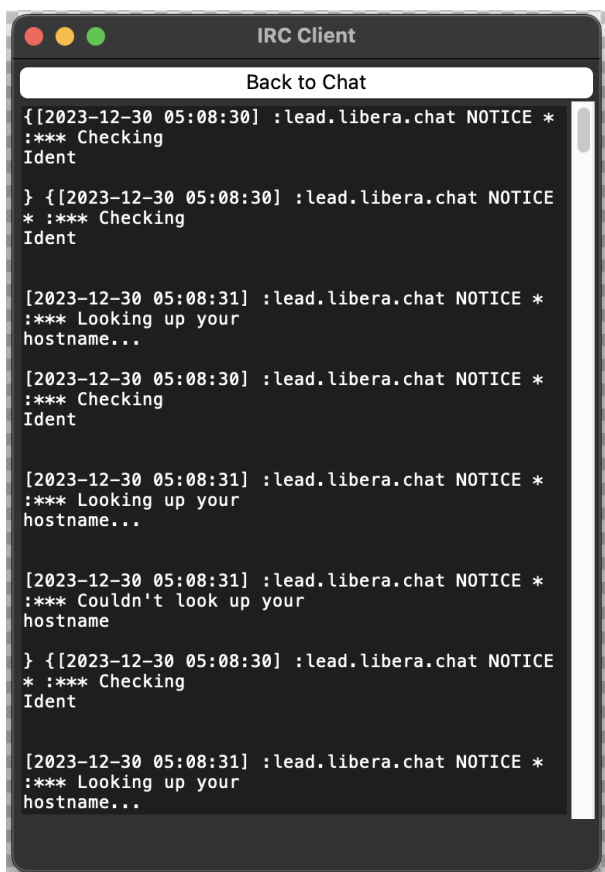 IRC Client
Back to Chat
{[2023-12-30 05:08:30] :lead.libera.chat NOTICE *
:*** Checking
Ident
} {[2023-12-30 05:08:30] :lead.libera.chat NOTICE
* :*** Checking
Ident
[2023-12-30 05:08:31] :lead.libera.chat NOTICE *
:*** Looking up your
hostname...
[2023-12-30 05:08:30] :lead.libera.chat NOTICE *
:*** Checking
Ident
[2023-12-30 05:08:31] :lead.libera.chat NOTICE *
:*** Looking up your
hostname...
[2023-12-30 05:08:31] :lead.libera.chat NOTICE *
:*** Couldn't look up your
hostname
} {[2023-12-30 05:08:30] :lead.libera.chat NOTICE
* :*** Checking
Ident
[2023-12-30 05:08:31] :lead.libera.chat NOTICE *
:*** Looking up your
hostname...